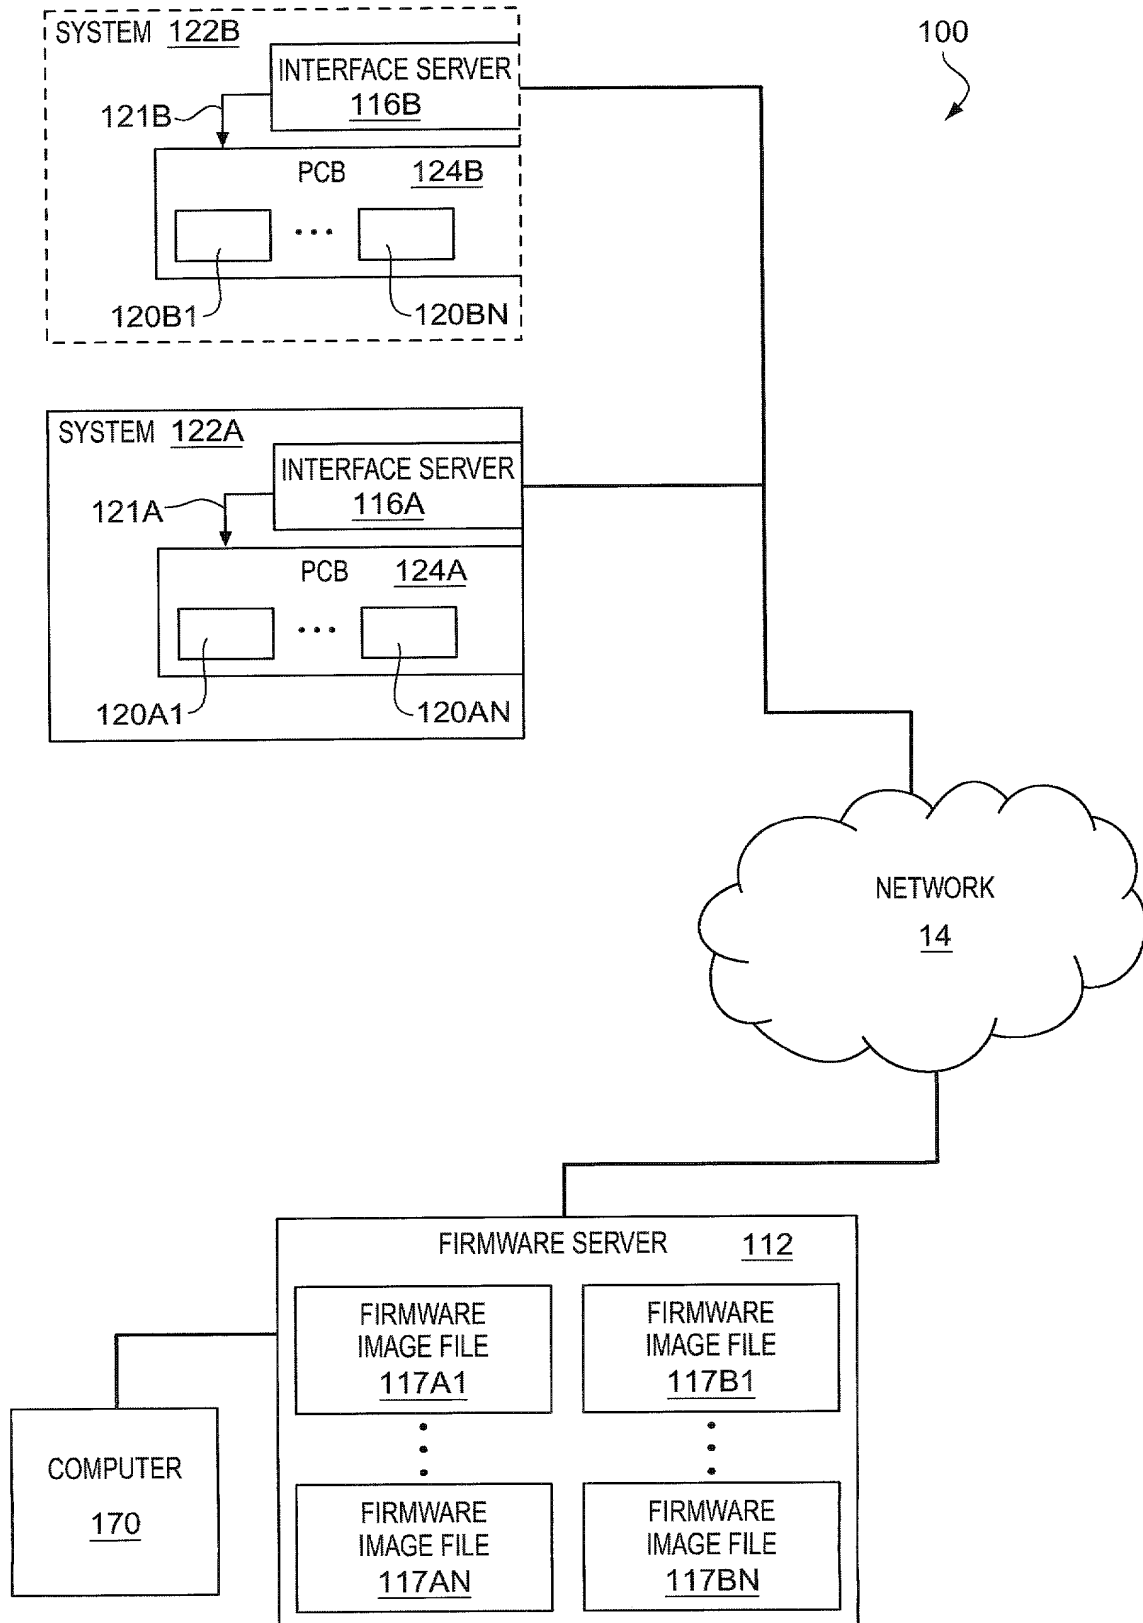 SYSTEM 122B
100
INTERFACE SERVER
116B
121B
PCB 124B
120B1
120BN
SYSTEM 122A
INTERFACE SERVER
116A
121A
PCB 124A
120A1
120AN
NETWORK
14
FIRMWARE SERVER 112
FIRMWARE
IMAGE FILE
117A1
FIRMWARE
IMAGE FILE
117B1
COMPUTER
170
FIRMWARE
IMAGE FILE
117AN
FIRMWARE
IMAGE FILE
117BN